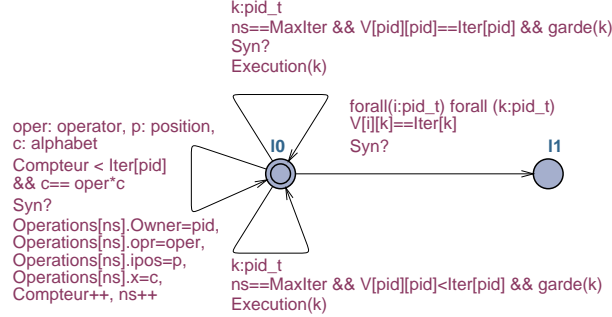 k:pid_t
ns==MaxIter && V[pid][pid]==Iter[pid] && garde(k)
Syn?
Execution(k)
forall(i:pid_t) forall (k:pid_t)
V[i][k]==Iter[k]
Syn?
l0
l1
oper: operator, p: position,
c: alphabet
Compteur < Iter[pid]
&& c== oper*c
Syn?
Operations[ns].Owner=pid,
Operations[ns].opr=oper,
Operations[ns].ipos=p,
Operations[ns].x=c,
Compteur++, ns++
k:pid_t
ns==MaxIter && V[pid][pid]<Iter[pid] && garde(k)
Execution(k)